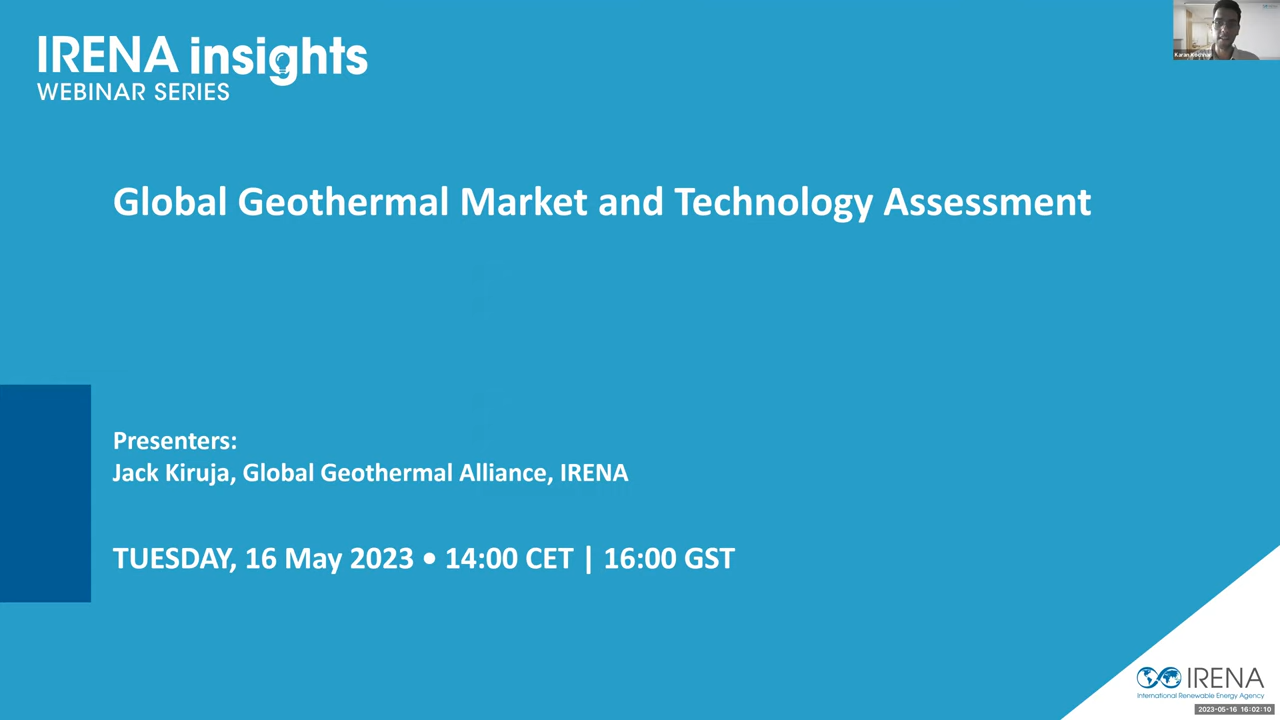 IRENA insights
WEBINAR SERIES
Global Geothermal Market and Technology Assessment
Presenters:
Jack Kiruja, Global Geothermal Alliance, IRENA
TUESDAY, 16 May 2023 • 14:00 CET | 16:00 GST
IRENA
International Renewable Energy Agency
2023-05-16 16:02:10